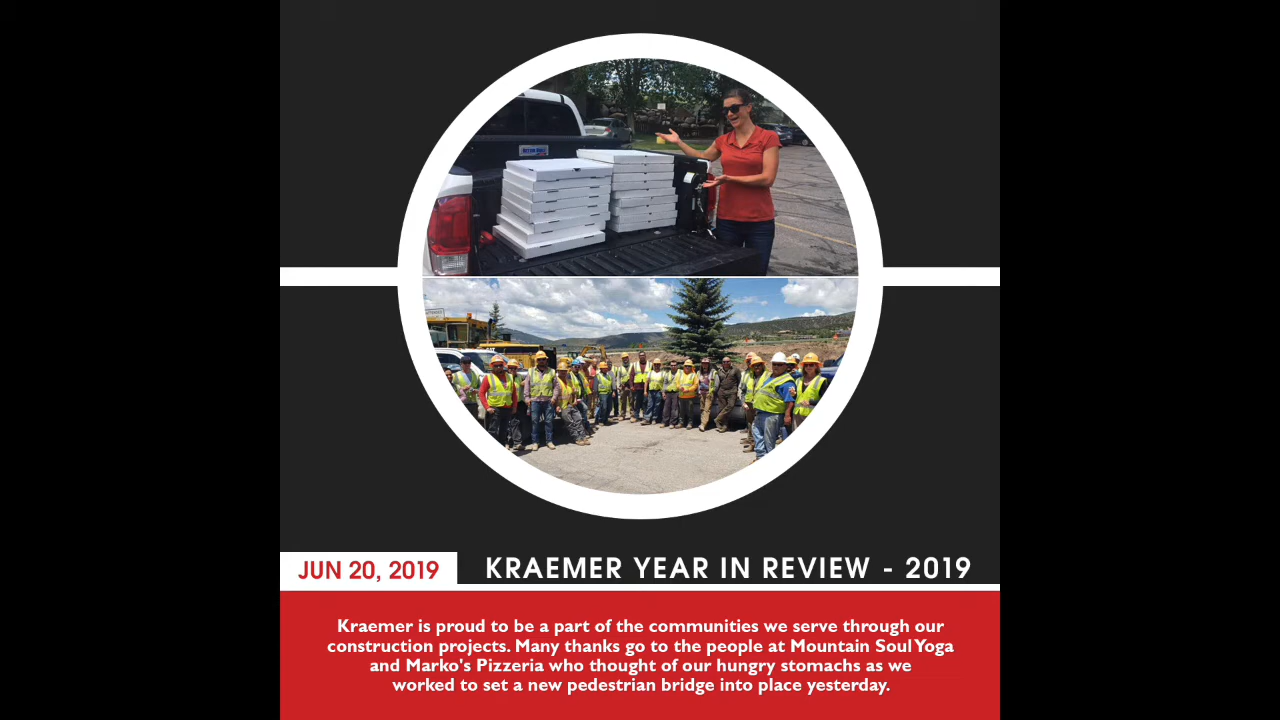 JUN 20, 2019
KRAEMER YEAR IN REVIEW - 2019
Kraemer is proud to be a part of the communities we serve through our
construction projects. Many thanks go to the people at Mountain Soul Yoga
and Marko's Pizzeria who thought of our hungry stomachs as we
worked to set a new pedestrian bridge into place yesterday.